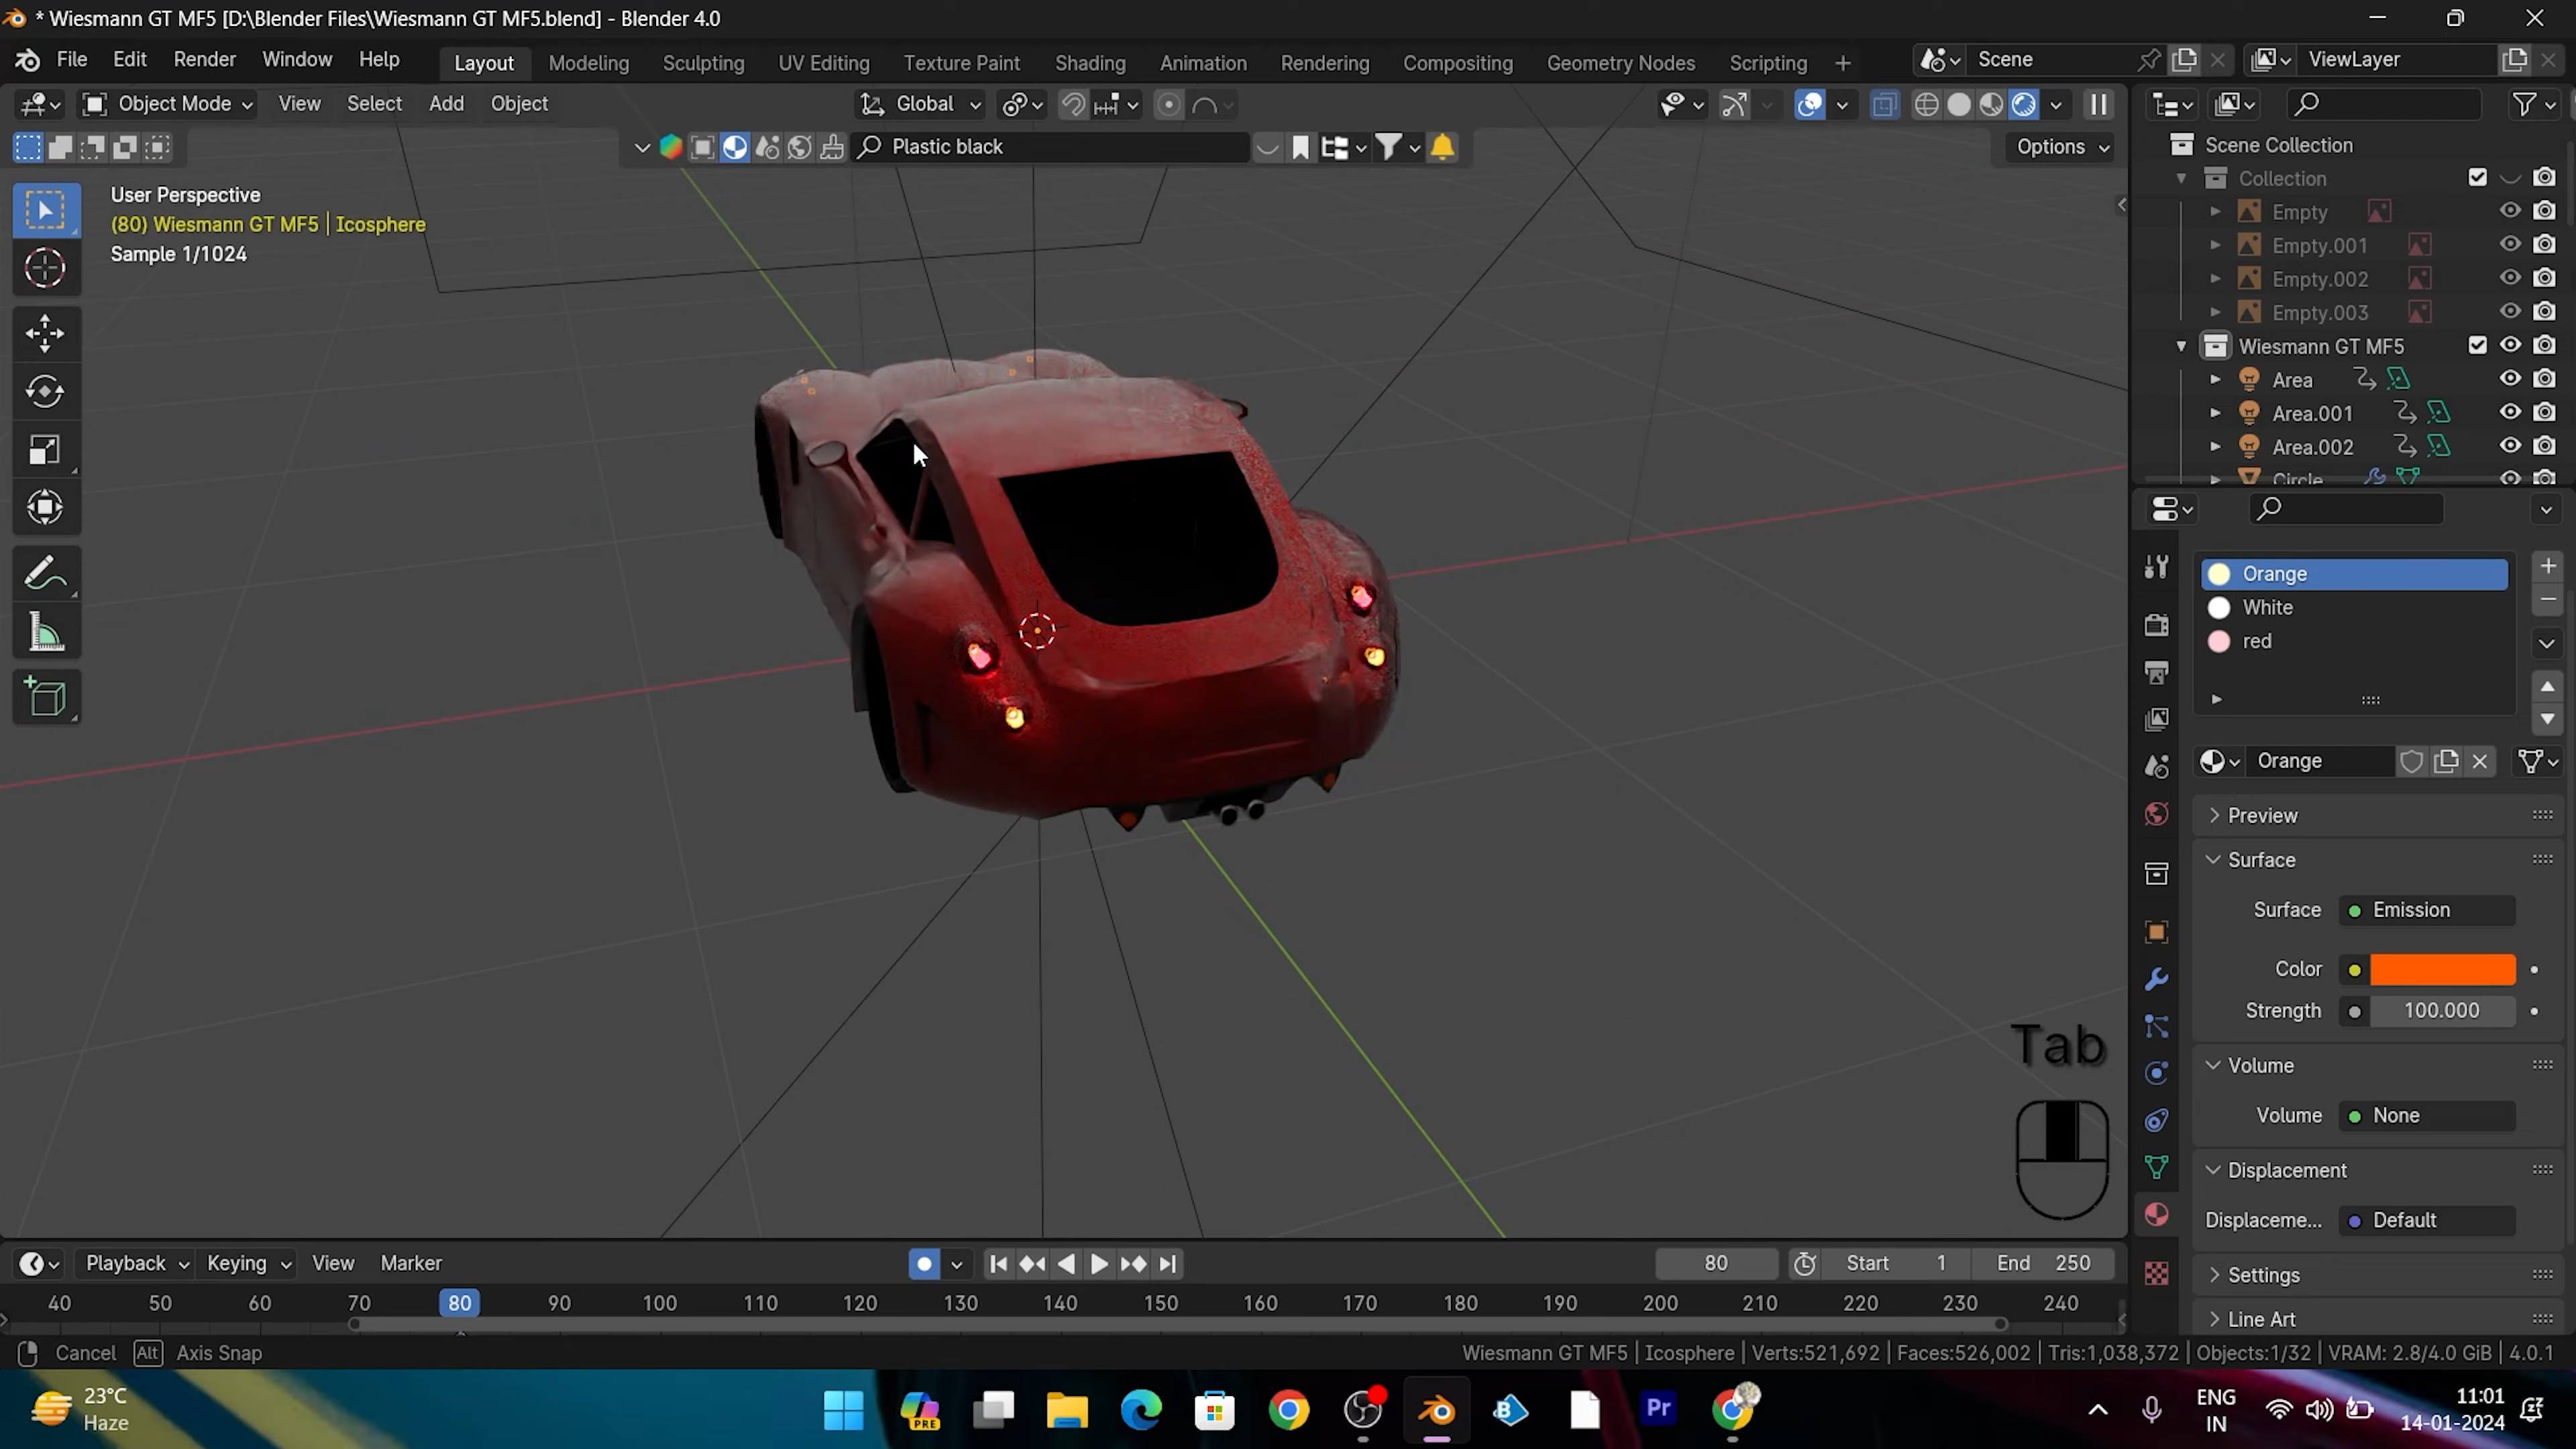 * Wiesmann GT MF5 [D:\Blender Files\Wiesmann GT MF5.blend] - Blender 4.0
File Edit Render Window Help Layout Modeling Sculpting UV Editing Texture Paint Shading Animation Rendering Compositing Geometry Nodes Scripting + Scene ViewLayer
Object Mode View Select Add Object Global
Plastic black Options
User Perspective
(80) Wiesmann GT MF5 | Icosphere
Sample 1/1024
Scene Collection
Collection
Empty
Empty.001
Empty.002
Empty.003
Wiesmann GT MF5
Area
Area.001
Area.002
Circle
Orange
White
red
Orange
Preview
Surface
Surface Emission
Color
Strength 100.000
Volume
Volume None
Displacement
Displaceme... Default
Settings
Line Art
Tab
Playback Keying View Marker 80 Start 1 End 250
40 50 60 70 80 90 100 110 120 130 140 150 160 170 180 190 200 210 220 230 240
Cancel Alt Axis Snap Wiesmann GT MF5 | Icosphere | Verts:521,692 | Faces:526,002 | Tris:1,038,372 | Objects:1/32 | VRAM: 2.8/4.0 GiB | 4.0.1
23°C
Haze
PRE
Pr
ENG
IN
11:01
14-01-2024